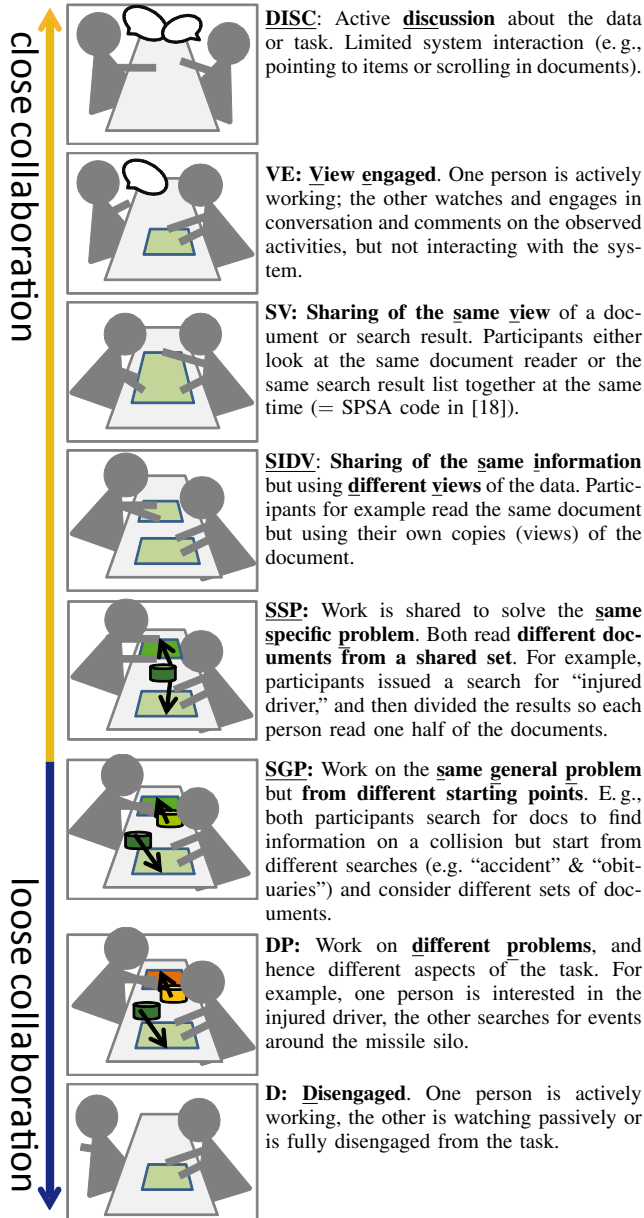 close collaboration
DISC: Active discussion about the data
or task. Limited system interaction (e. g.,
pointing to items or scrolling in documents).
VE: View engaged. One person is actively
working; the other watches and engages in
conversation and comments on the observed
activities, but not interacting with the sys-
tem.
SV: Sharing of the same view of a doc-
ument or search result. Participants either
look at the same document reader or the
same search result list together at the same
time (= SPSA code in [18]).
SIDV: Sharing of the same information
but using different views of the data. Partic-
ipants for example read the same document
but using their own copies (views) of the
document.
SSP: Work is shared to solve the same
specific problem. Both read different doc-
uments from a shared set. For example,
participants issued a search for “injured
driver,” and then divided the results so each
person read one half of the documents.
loose collaboration
SGP: Work on the same general problem
but from different starting points. E. g.,
both participants search for docs to find
information on a collision but start from
different searches (e.g. “accident” & “obit-
uaries”) and consider different sets of doc-
uments.
DP: Work on different problems, and
hence different aspects of the task. For
example, one person is interested in the
injured driver, the other searches for events
around the missile silo.
D: Disengaged. One person is actively
working, the other is watching passively or
is fully disengaged from the task.